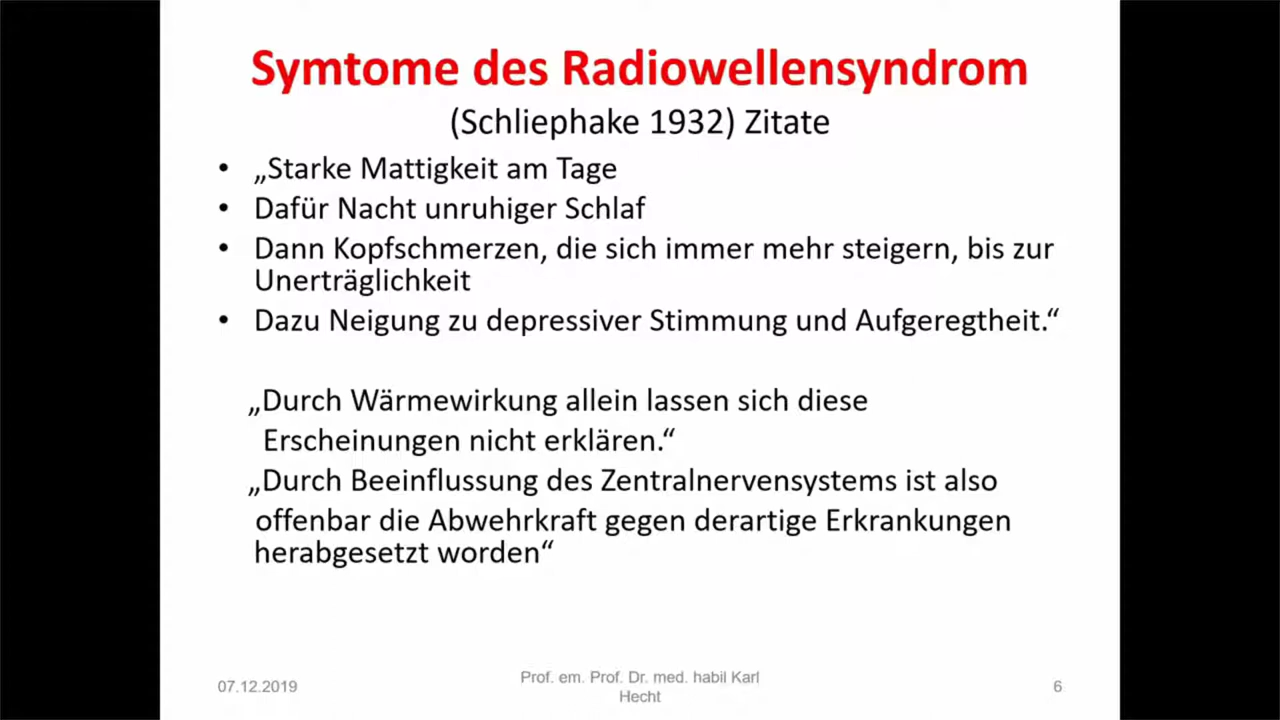 Symtome des Radiowellensyndrom
(Schliephake 1932) Zitate
• „Starke Mattigkeit am Tage
• Dafür Nacht unruhiger Schlaf
• Dann Kopfschmerzen, die sich immer mehr steigern, bis zur
Unerträglichkeit
• Dazu Neigung zu depressiver Stimmung und Aufgeregtheit.“
„Durch Wärmewirkung allein lassen sich diese
Erscheinungen nicht erklären.“
„Durch Beeinflussung des Zentralnervensystems ist also
offenbar die Abwehrkraft gegen derartige Erkrankungen
herabgesetzt worden“
07.12.2019
Prof. em. Prof. Dr. med. habil Karl
Hecht
6